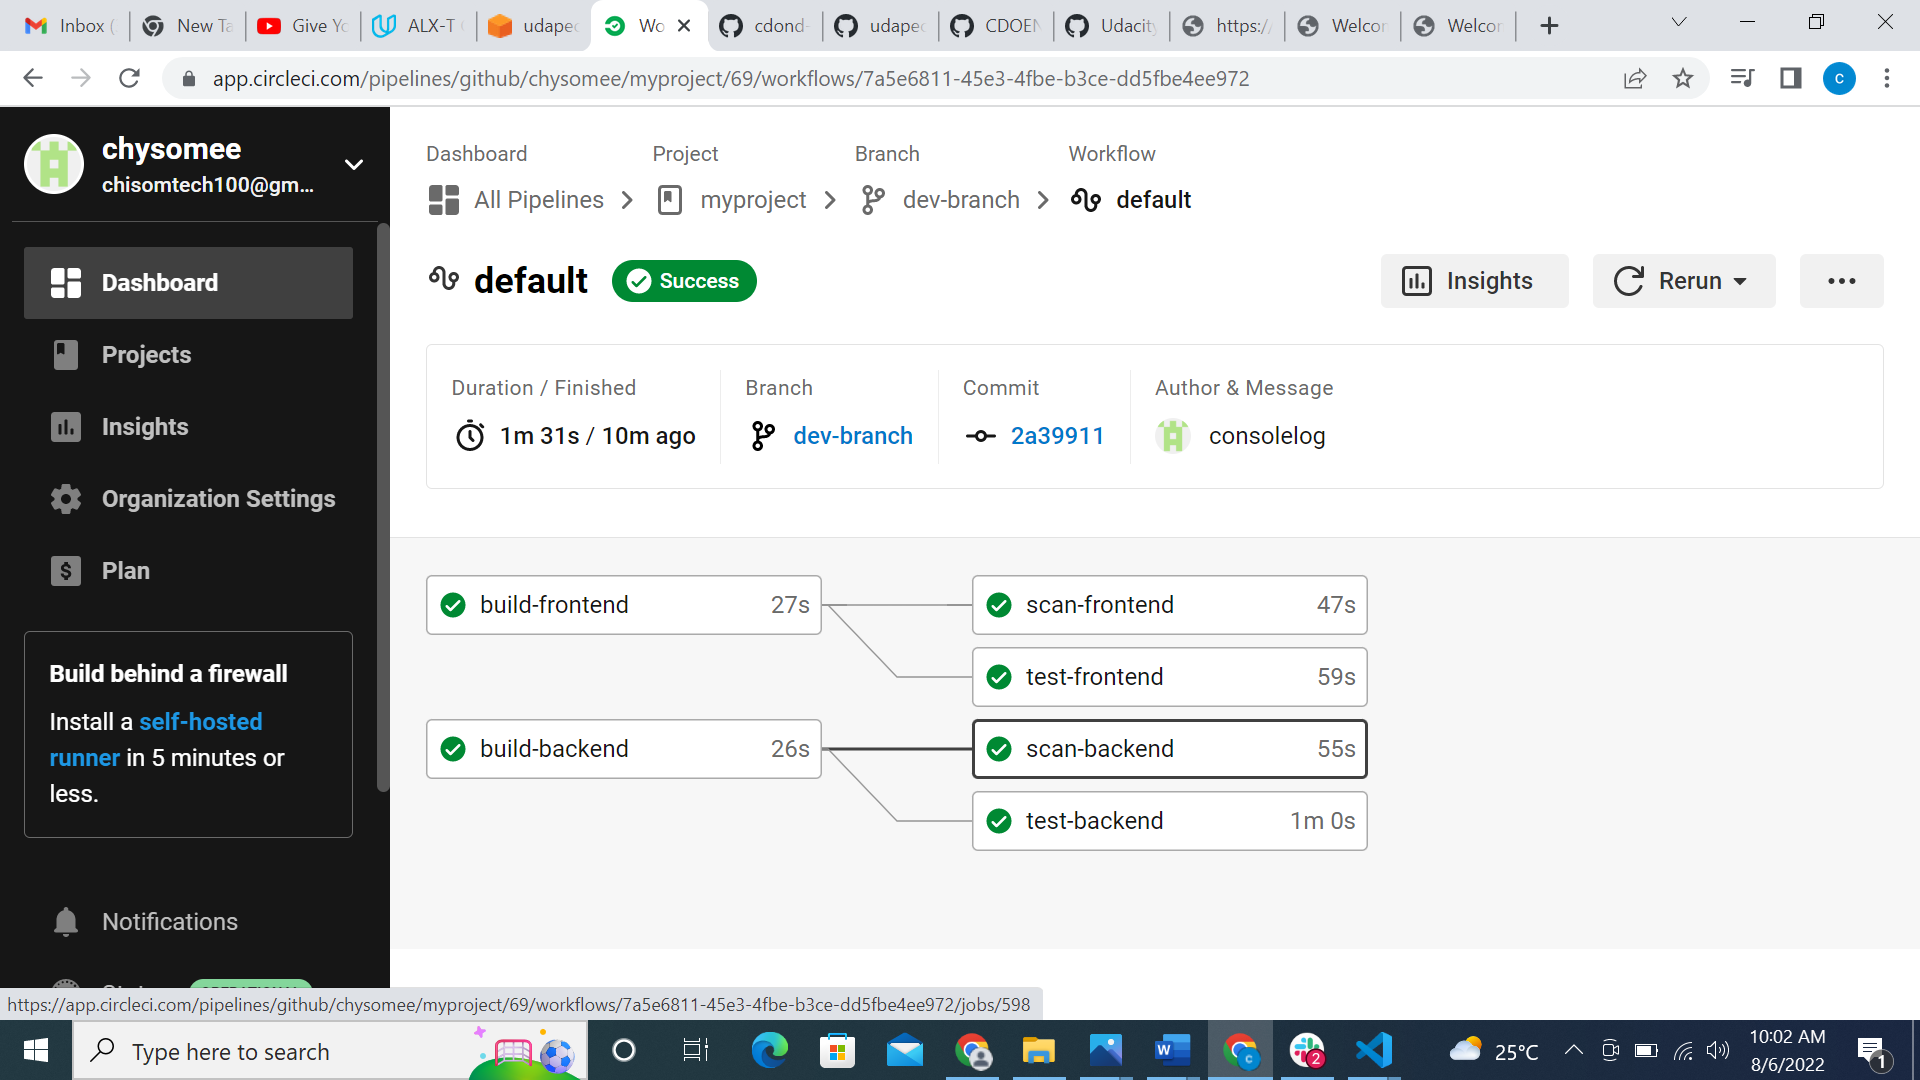 Inbox (
New Ta
Give Yo
ALX-T
udapec
Wo
cdond-
udapec
CDOEN
Udacity
https:/
Welcor
Welcor
app.circleci.com/pipelines/github/chysomee/myproject/69/workflows/7a5e6811-45e3-4fbe-b3ce-dd5fbe4ee972
c
chysomee
chisomtech100@gm...
Dashboard
Projects
Insights
Organization Settings
Plan
Build behind a firewall
Install a self-hosted
runner in 5 minutes or
less.
Notifications
Dashboard Project Branch Workflow
All Pipelines myproject dev-branch default
default Success
Insights
Rerun
Duration / Finished
1m 31s / 10m ago
Branch
dev-branch
Commit
2a39911
Author & Message
consolelog
build-frontend 27s
scan-frontend 47s
test-frontend 59s
build-backend 26s
scan-backend 55s
test-backend 1m 0s
https://app.circleci.com/pipelines/github/chysomee/myproject/69/workflows/7a5e6811-45e3-4fbe-b3ce-dd5fbe4ee972/jobs/598
Type here to search
2
25°C
10:02 AM
8/6/2022
1